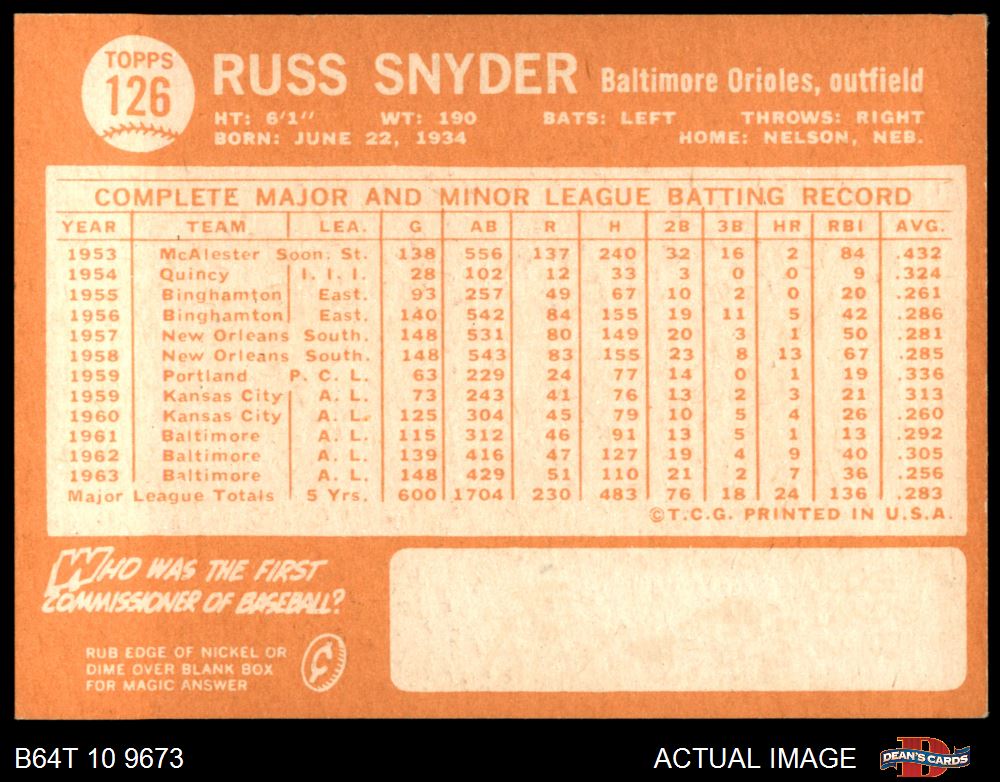 TOPPS
126
RUSS SNYDER Baltimore Orioles, outfield
HT: 6'1" WT: 190 BATS: LEFT THROWS: RIGHT
BORN: JUNE 22, 1934 HOME: NELSON, NEB.
COMPLETE MAJOR AND MINOR LEAGUE BATTING RECORD
YEAR TEAM LEA. G AB R H 2B 3B HR RBI AVG.
1953 McAlester Soon. St. 138 556 137 240 32 16 2 84 .432
1954 Quincy I. I. I. 28 102 12 33 3 0 0 9 .324
1955 Binghamton East. 93 257 49 67 10 2 0 20 .261
1956 Binghamton East. 140 542 84 155 19 11 5 42 .286
1957 New Orleans South. 148 531 80 149 20 3 1 50 .281
1958 New Orleans South. 148 543 83 155 23 8 13 67 .285
1959 Portland P. C. L. 63 229 24 77 14 0 1 19 .336
1959 Kansas City A. L. 73 243 41 76 13 2 3 21 .313
1960 Kansas City A. L. 125 304 45 79 10 5 4 26 .260
1961 Baltimore A. L. 115 312 46 91 13 5 1 13 .292
1962 Baltimore A. L. 139 416 47 127 19 4 9 40 .305
1963 Baltimore A. L. 148 429 51 110 21 2 7 36 .256
Major League Totals 5 Yrs. 600 1704 230 483 76 18 24 136 .283
©T.C.G. PRINTED IN U.S.A.
WHO WAS THE FIRST
COMMISSIONER OF BASEBALL?
RUB EDGE OF NICKEL OR
DIME OVER BLANK BOX
FOR MAGIC ANSWER
¢
B64T 10 9673 ACTUAL IMAGE D DEAN'S CARDS